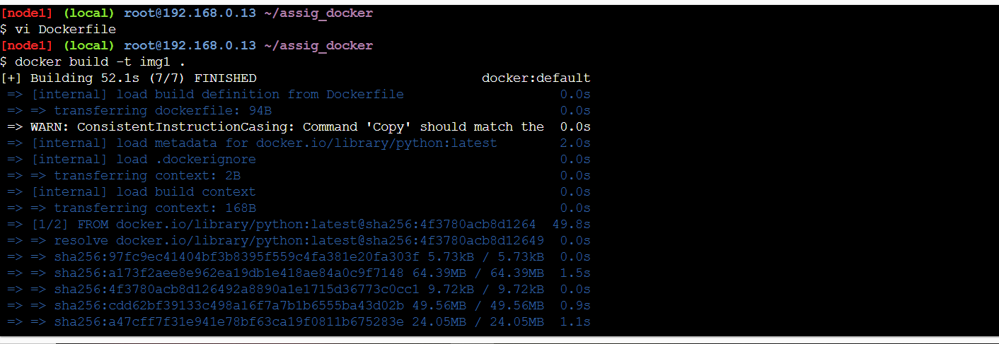 [node1] (local) root@192.168.0.13 ~/assig_docker
$ vi Dockerfile
[node1] (local) root@192.168.0.13 ~/assig_docker
$ docker build -t img1 .
[+] Building 52.1s (7/7) FINISHED docker:default
=> [internal] load build definition from Dockerfile 0.0s
=> => transferring dockerfile: 94B 0.0s
=> WARN: ConsistentInstructionCasing: Command 'Copy' should match the 0.0s
=> [internal] load metadata for docker.io/library/python:latest 2.0s
=> [internal] load .dockerignore 0.0s
=> => transferring context: 2B 0.0s
=> [internal] load build context 0.0s
=> => transferring context: 168B 0.0s
=> [1/2] FROM docker.io/library/python:latest@sha256:4f3780acb8d1264 49.8s
=> => resolve docker.io/library/python:latest@sha256:4f3780acb8d12649 0.0s
=> => sha256:97fc9ec41404bf3b8395f559c4fa381e20fa303f 5.73kB / 5.73kB 0.0s
=> => sha256:a173f2aee8e962ea19db1e418ae84a0c9f7148 64.39MB / 64.39MB 1.5s
=> => sha256:4f3780acb8d126492a8890a1e1715d36773c0cc1 9.72kB / 9.72kB 0.0s
=> => sha256:cdd62bf39133c498a16f7a7b1b6555ba43d02b 49.56MB / 49.56MB 0.9s
=> => sha256:a47cff7f31e941e78bf63ca19f0811b675283e 24.05MB / 24.05MB 1.1s